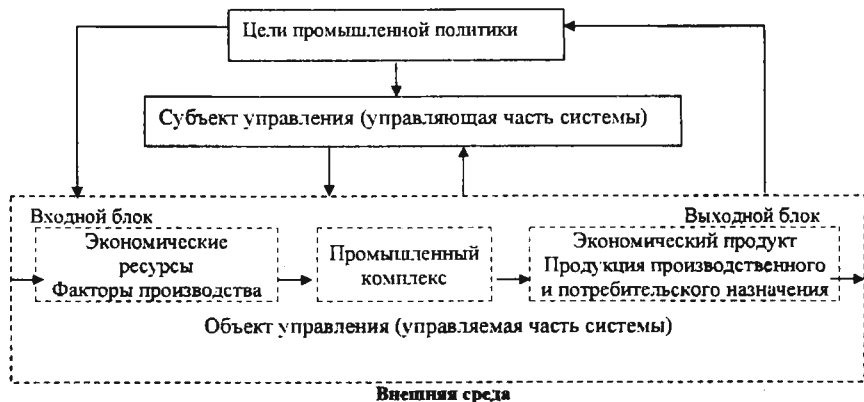 Цели промышленной политики
Субъект управления (управляющая часть системы)
Входной блок
Выходной блок
Экономические
ресурсы
Факторы производства
Промышленный
комплекс
Экономический продукт
Продукция производственного
и потребительского назначения
Объект управления (управляемая часть системы)
Внешняя среда